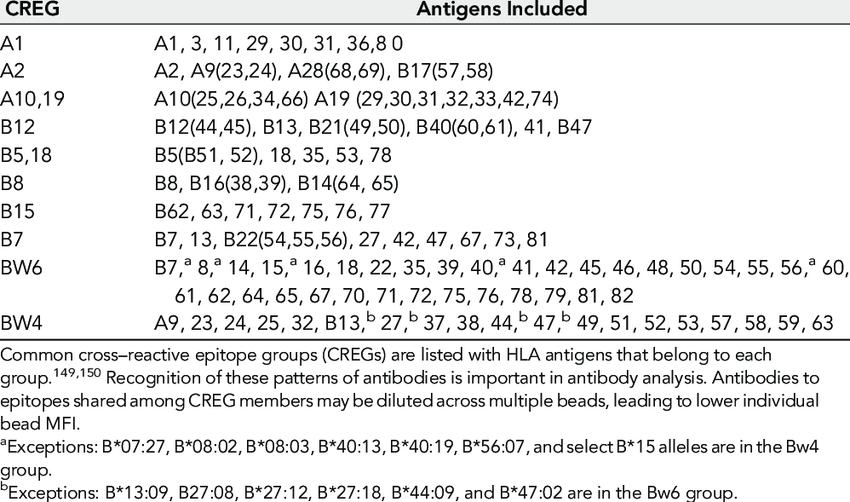 CREG Antigens Included
A1 A1, 3, 11, 29, 30, 31, 36,8 0
A2 A2, A9(23,24), A28(68,69), B17(57,58)
A10,19 A10(25,26,34,66) A19 (29,30,31,32,33,42,74)
B12 B12(44,45), B13, B21(49,50), B40(60,61), 41, B47
B5,18 B5(B51, 52), 18, 35, 53, 78
B8 B8, B16(38,39), B14(64, 65)
B15 B62, 63, 71, 72, 75, 76, 77
B7 B7, 13, B22(54,55,56), 27, 42, 47, 67, 73, 81
BW6 B7,ᵃ 8,ᵃ 14, 15,ᵃ 16, 18, 22, 35, 39, 40,ᵃ 41, 42, 45, 46, 48, 50, 54, 55, 56,ᵃ 60,
61, 62, 64, 65, 67, 70, 71, 72, 75, 76, 78, 79, 81, 82
BW4 A9, 23, 24, 25, 32, B13,ᵇ 27,ᵇ 37, 38, 44,ᵇ 47,ᵇ 49, 51, 52, 53, 57, 58, 59, 63
Common cross–reactive epitope groups (CREGs) are listed with HLA antigens that belong to each
group.¹⁴⁹,¹⁵⁰ Recognition of these patterns of antibodies is important in antibody analysis. Antibodies to
epitopes shared among CREG members may be diluted across multiple beads, leading to lower individual
bead MFI.
ᵃExceptions: B*07:27, B*08:02, B*08:03, B*40:13, B*40:19, B*56:07, and select B*15 alleles are in the Bw4
group.
ᵇExceptions: B*13:09, B27:08, B*27:12, B*27:18, B*44:09, and B*47:02 are in the Bw6 group.